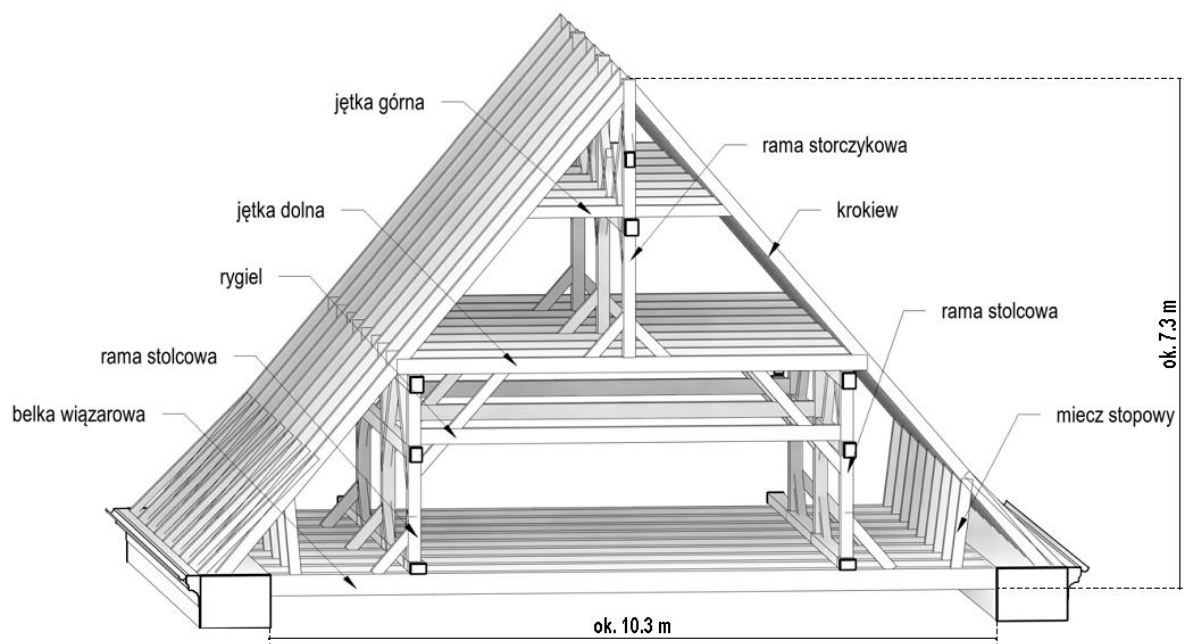 jętka górna
rama storczykowa
jętka dolna
krokiew
rygiel
rama stolcowa
rama stolcowa
ok. 7.3 m
belka wiązarowa
miecz stopowy
ok. 10.3 m